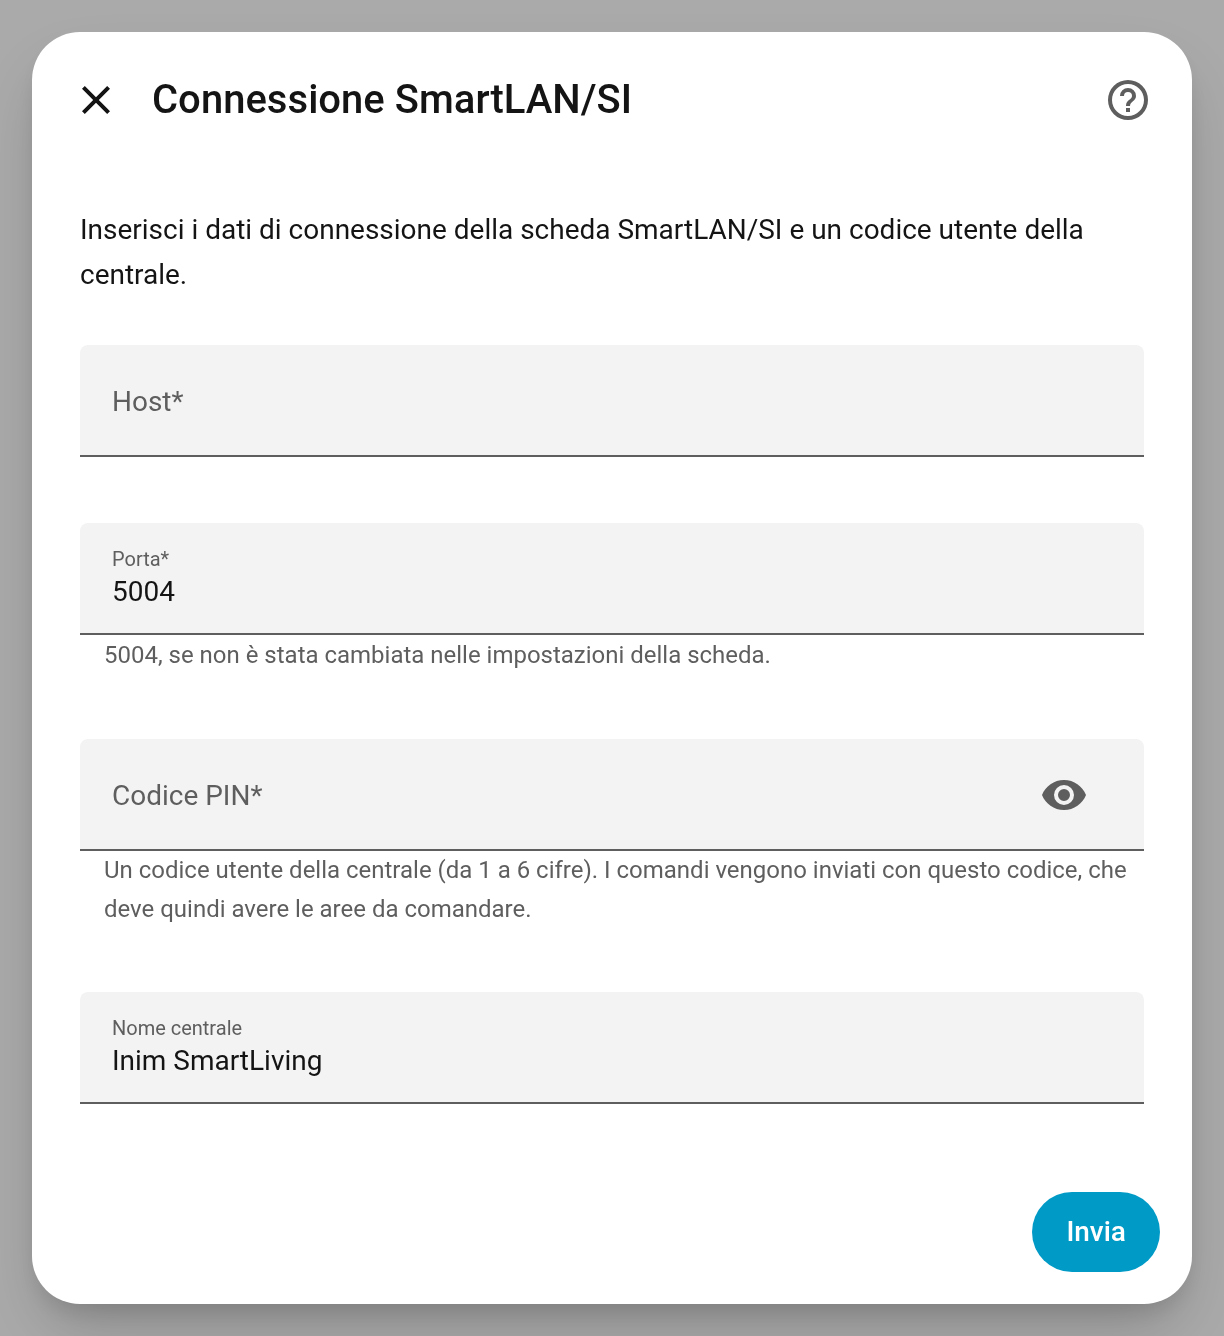 Connessione SmartLAN/SI
Inserisci i dati di connessione della scheda SmartLAN/SI e un codice utente della
centrale.
Host*
Porta*
5004
5004, se non è stata cambiata nelle impostazioni della scheda.
Codice PIN*
Un codice utente della centrale (da 1 a 6 cifre). I comandi vengono inviati con questo codice, che
deve quindi avere le aree da comandare.
Nome centrale
Inim SmartLiving
Invia